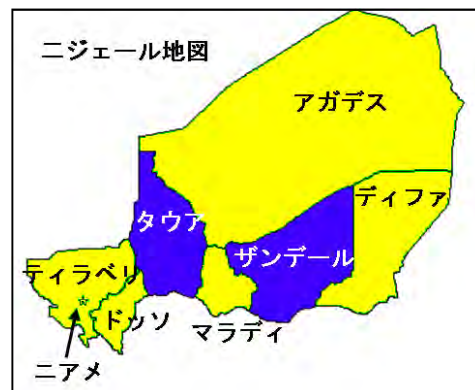 ニジェール地図
アガデス
ディファ
タウア
ザンデール
ティラベリ
ドッソ
マラディ
ニアメ